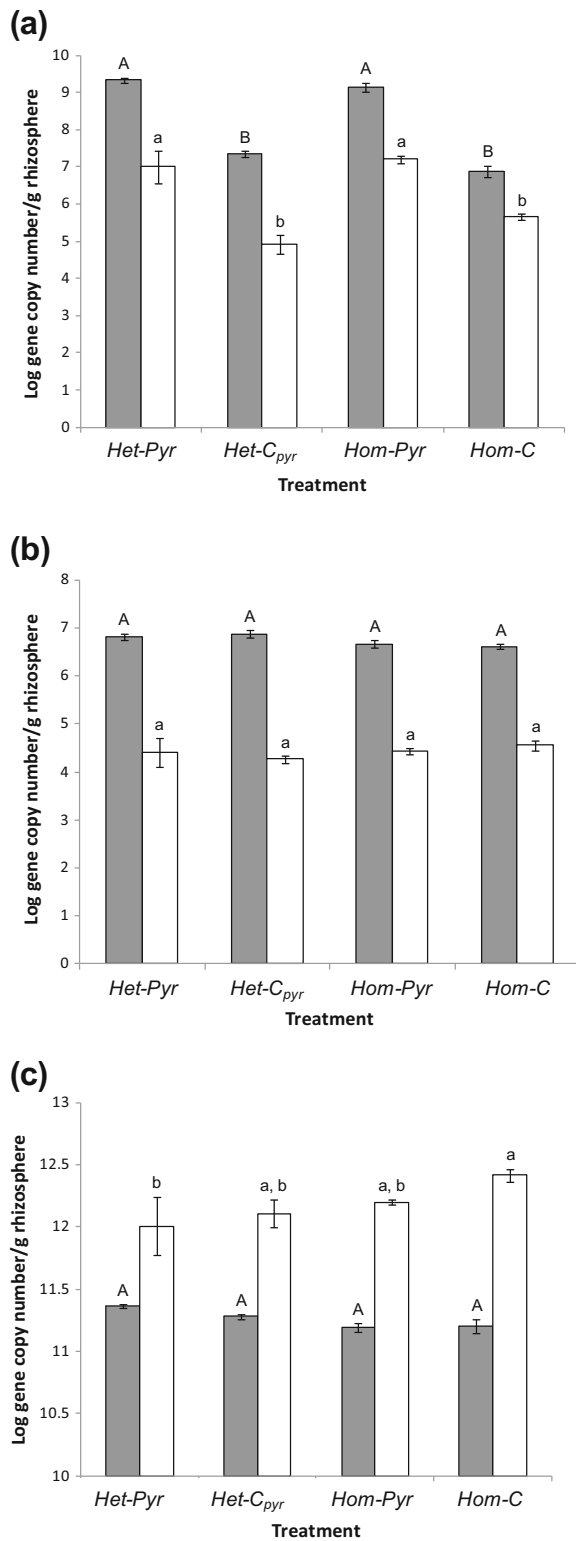 (a)
Log gene copy number/g rhizosphere
10
9
8
7
6
5
4
3
2
1
0
A
a
B
b
A
a
B
b
Het-Pyr Het-Cpyr Hom-Pyr Hom-C
Treatment
(b)
Log gene copy number/g rhizosphere
8
7
6
5
4
3
2
1
0
A
a
A
a
A
a
A
a
Het-Pyr Het-Cpyr Hom-Pyr Hom-C
Treatment
(c)
Log gene copy number/g rhizosphere
13
12.5
12
11.5
11
10.5
10
A
b
A
a, b
A
a, b
A
a
Het-Pyr Het-Cpyr Hom-Pyr Hom-C
Treatment